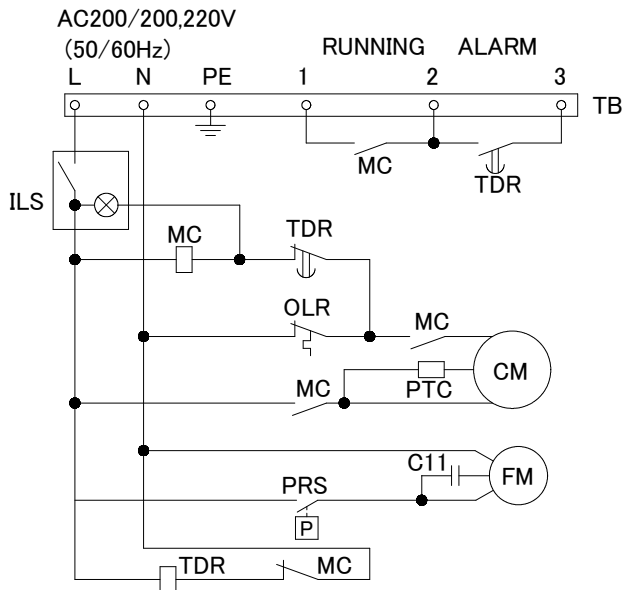 AC200/200,220V
(50/60Hz)
RUNNING ALARM
L N PE 1 2 3
TB
MC
TDR
ILS
MC
TDR
OLR
MC
CM
PTC
MC
C11
FM
PRS
P
TDR
MC